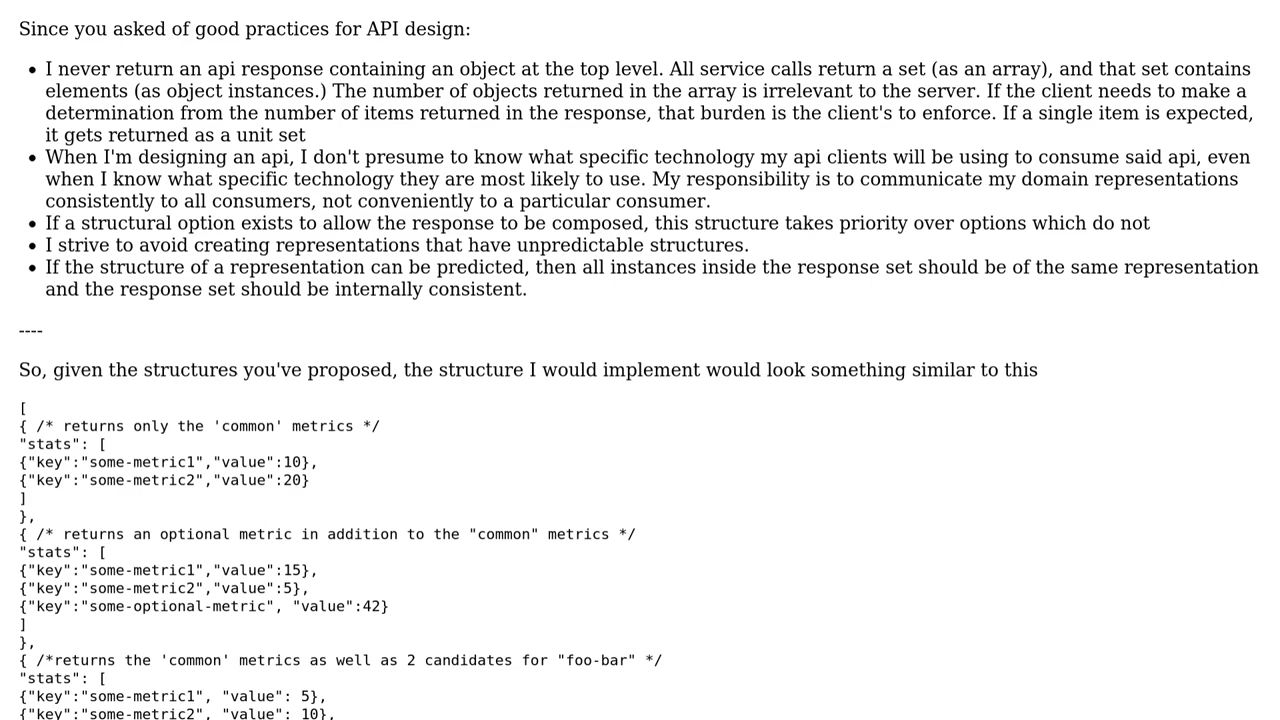 Since you asked of good practices for API design:
• I never return an api response containing an object at the top level. All service calls return a set (as an array), and that set contains
elements (as object instances.) The number of objects returned in the array is irrelevant to the server. If the client needs to make a
determination from the number of items returned in the response, that burden is the client's to enforce. If a single item is expected,
it gets returned as a unit set
• When I'm designing an api, I don't presume to know what specific technology my api clients will be using to consume said api, even
when I know what specific technology they are most likely to use. My responsibility is to communicate my domain representations
consistently to all consumers, not conveniently to a particular consumer.
• If a structural option exists to allow the response to be composed, this structure takes priority over options which do not
• I strive to avoid creating representations that have unpredictable structures.
• If the structure of a representation can be predicted, then all instances inside the response set should be of the same representation
and the response set should be internally consistent.
----
So, given the structures you've proposed, the structure I would implement would look something similar to this
[
{ /* returns only the 'common' metrics */
"stats": [
{"key":"some-metric1","value":10},
{"key":"some-metric2","value":20}
]
},
{ /* returns an optional metric in addition to the "common" metrics */
"stats": [
{"key":"some-metric1","value":15},
{"key":"some-metric2","value":5},
{"key":"some-optional-metric", "value":42}
]
},
{ /*returns the 'common' metrics as well as 2 candidates for "foo-bar" */
"stats": [
{"key":"some-metric1", "value": 5},
{"key":"some-metric2", "value": 10},